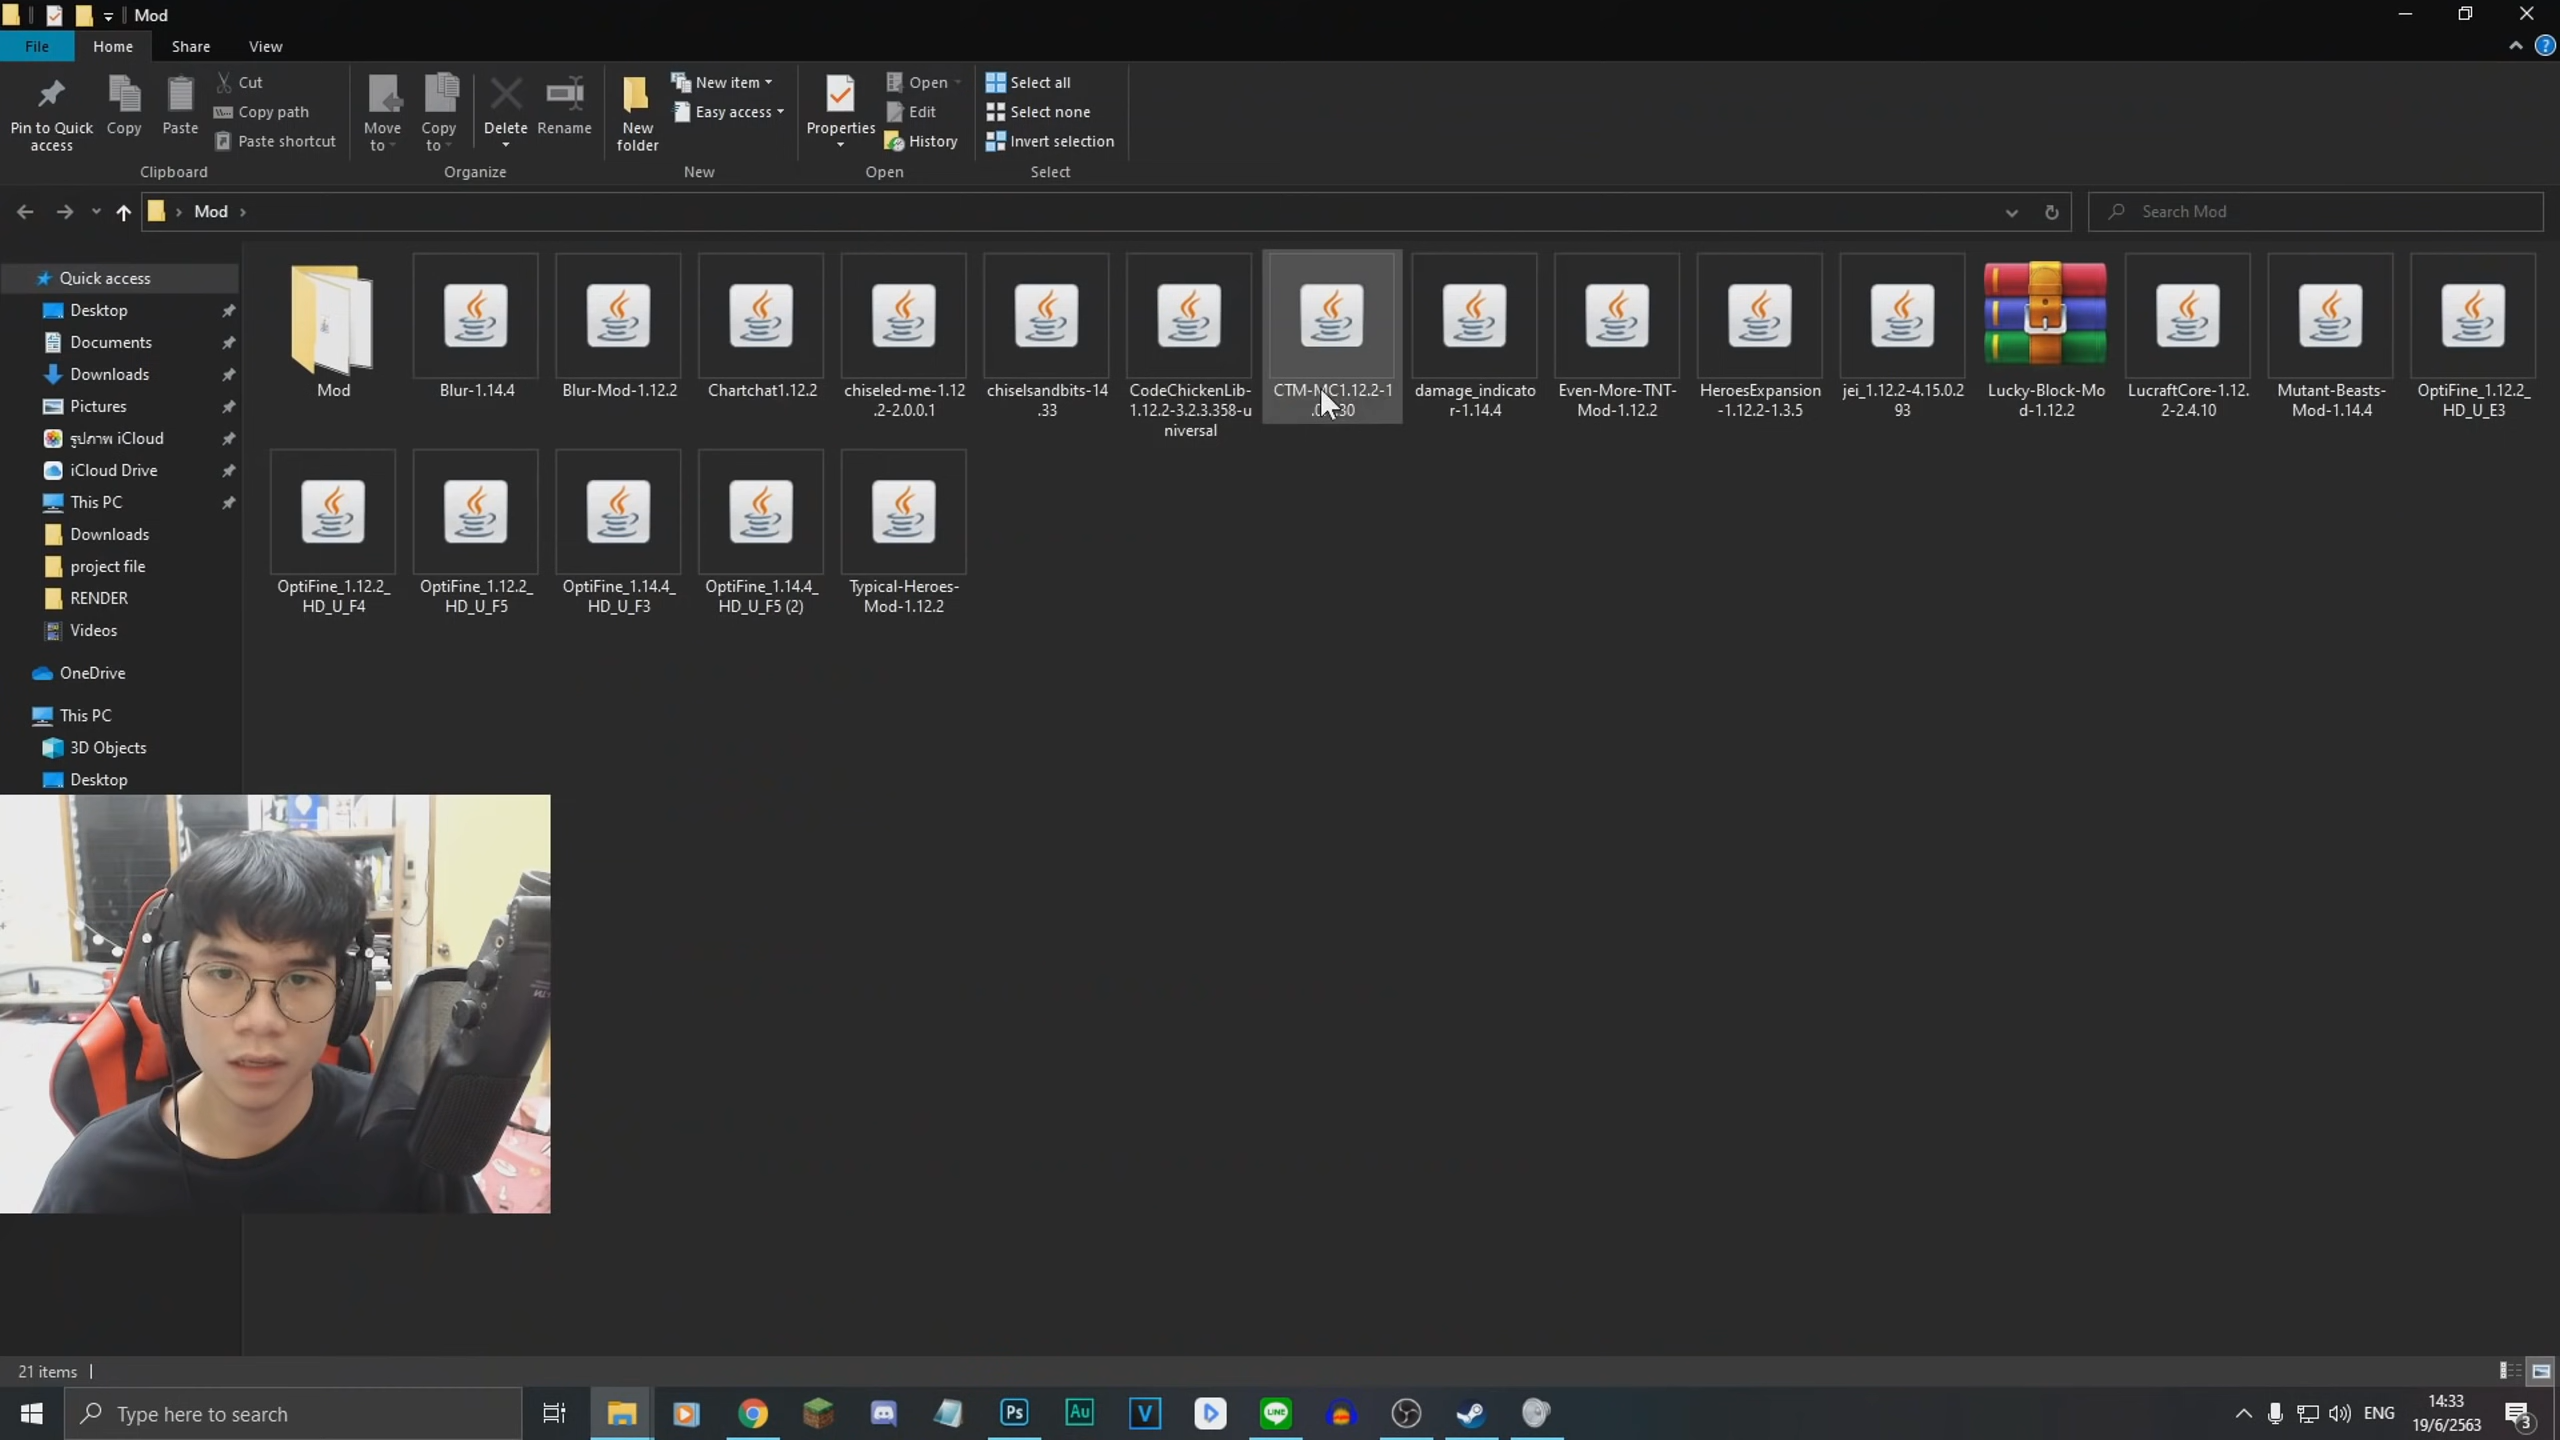 Mod
File Home Share View
Pin to Quick access
Copy
Paste
Cut
Copy path
Paste shortcut
Clipboard
Move to
Copy to
Delete
Rename
Organize
New folder
New item
Easy access
New
Properties
Open
Edit
History
Open
Select all
Select none
Invert selection
Select
Mod
Search Mod
Quick access
Desktop
Documents
Downloads
Pictures
รูปภาพ iCloud
iCloud Drive
This PC
Downloads
project file
RENDER
Videos
OneDrive
This PC
3D Objects
Desktop
Mod
Blur-1.14.4
Blur-Mod-1.12.2
Chartchat1.12.2
chiseled-me-1.12
.2-2.0.0.1
chiselsandbits-14
.33
CodeChickenLib-
1.12.2-3.2.3.358-u
niversal
CTM-MC1.12.2-1
damage_indicato
r-1.14.4
Even-More-TNT-
Mod-1.12.2
HeroesExpansion
-1.12.2-1.3.5
jei_1.12.2-4.15.0.2
93
Lucky-Block-Mo
d-1.12.2
LucraftCore-1.12.
2-2.4.10
Mutant-Beasts-
Mod-1.14.4
OptiFine_1.12.2_
HD_U_E3
OptiFine_1.12.2_
HD_U_F4
OptiFine_1.12.2_
HD_U_F5
OptiFine_1.14.4_
HD_U_F3
OptiFine_1.14.4_
HD_U_F5 (2)
Typical-Heroes-
Mod-1.12.2
21 items
Type here to search
Ps
Au
V
LINE
ENG
14:33
19/6/2563
3